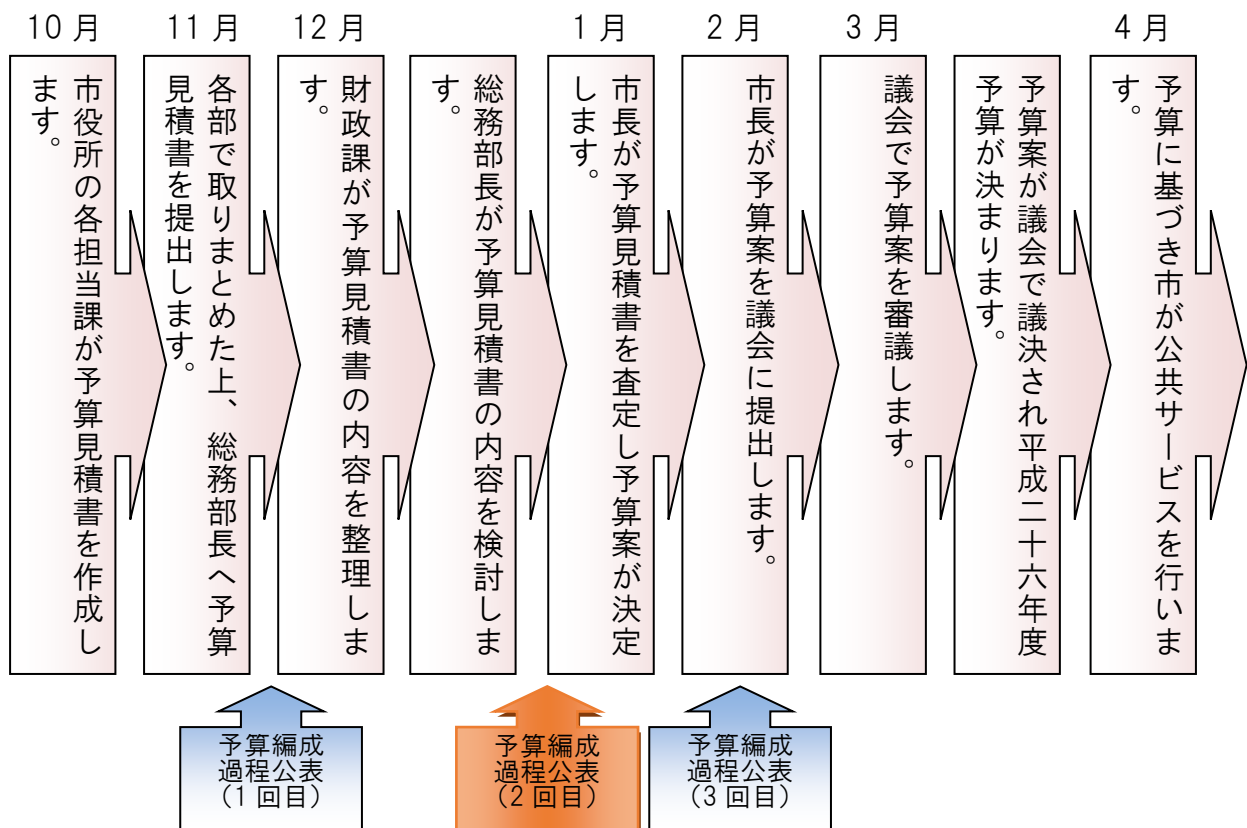 10月
11月
12月
1月
2月
3月
4月
市役所の各担当課が予算見積書を作成し
ます。
各部で取りまとめた上、総務部長へ予算
見積書を提出します。
財政課が予算見積書の内容を整理しま
す。
総務部長が予算見積書の内容を検討しま
す。
市長が予算見積書を査定し予算案が決定
します。
市長が予算案を議会に提出します。
議会で予算案を審議します。
予算案が議会で議決され平成二十六年度
予算が決まります。
予算に基づき市が公共サービスを行いま
す。
予算編成
過程公表
(1回目)
予算編成
過程公表
(2回目)
予算編成
過程公表
(3回目)